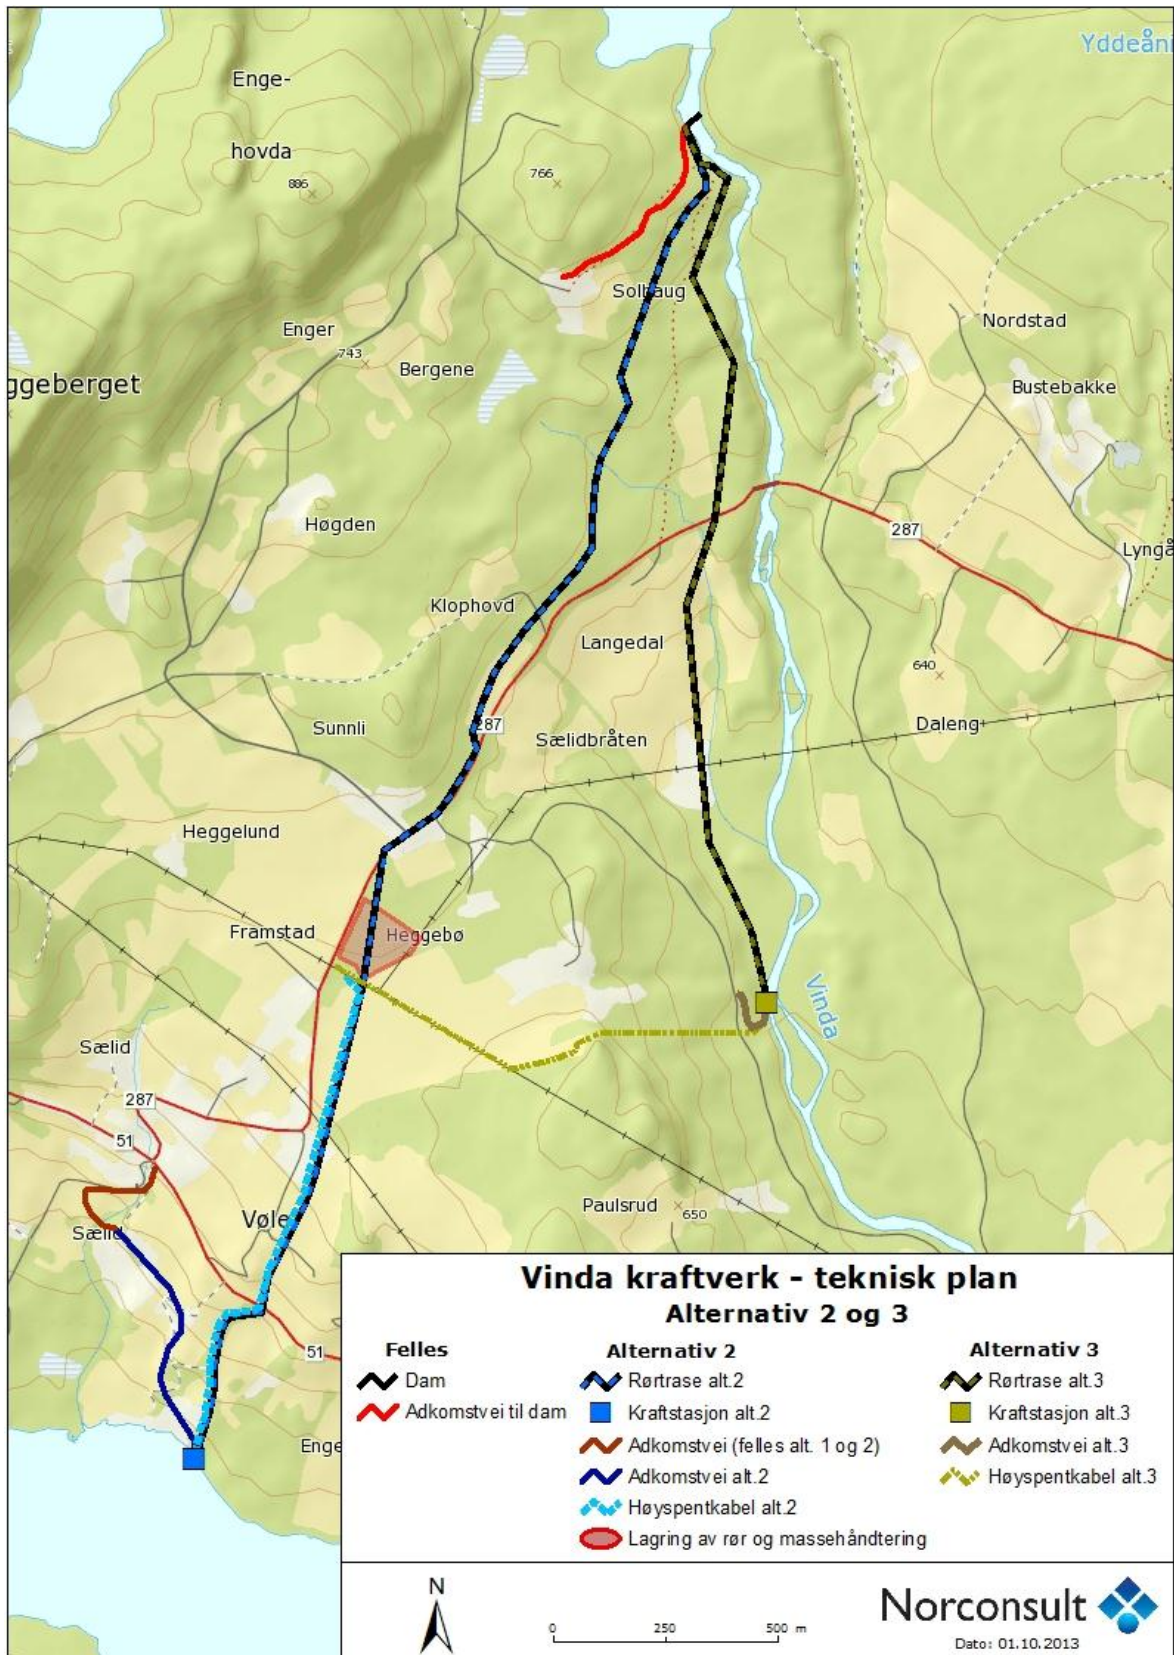 Yddeåni
Enge-
hovda
886
766
Solhaug
Enger
743
Bergene
Nordstad
Bustebakke
ggeberget
Høgden
287
Lyngå
Klophovd
Langedal
640
Sunnli
287
Sælidbråten
Daleng
Heggelund
Framstad
Heggebø
Vinda
Sælid
287
51
Paulsrud
650
Sælid
Vøle
51
Enge
Vinda kraftverk - teknisk plan
Alternativ 2 og 3
Felles
Dam
Adkomstvei til dam
Alternativ 2
Rørtrase alt.2
Kraftstasjon alt.2
Adkomstvei (felles alt. 1 og 2)
Adkomstvei alt.2
Høyspentkabel alt.2
Lagring av rør og massehåndtering
Alternativ 3
Rørtrase alt.3
Kraftstasjon alt.3
Adkomstvei alt.3
Høyspentkabel alt.3
N
0 250 500 m
Norconsult
Dato: 01.10.2013